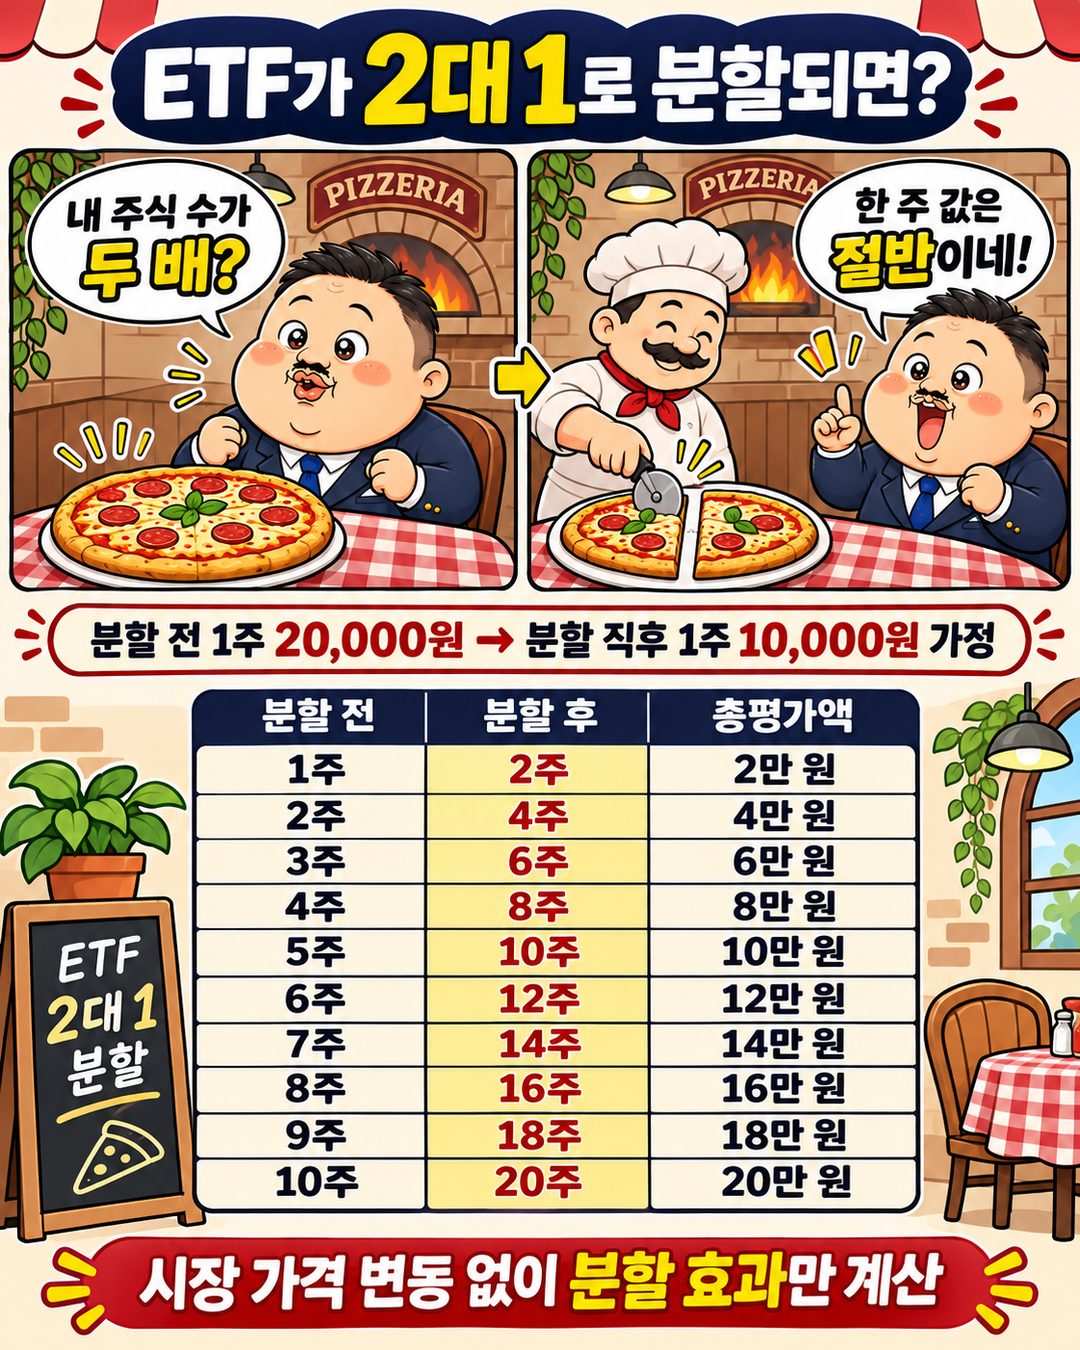 ETF가 2대 1로 분할되면?
내 주식 수가
두 배?
PIZZERIA
PIZZERIA
한 주 값은
절반이네!
분할 전 1주 20,000원 → 분할 직후 1주 10,000원 가정
분할 전 분할 후 총평가액
1주 2주 2만 원
2주 4주 4만 원
3주 6주 6만 원
4주 8주 8만 원
5주 10주 10만 원
6주 12주 12만 원
7주 14주 14만 원
8주 16주 16만 원
9주 18주 18만 원
10주 20주 20만 원
ETF
2대 1
분할
시장 가격 변동 없이 분할 효과만 계산